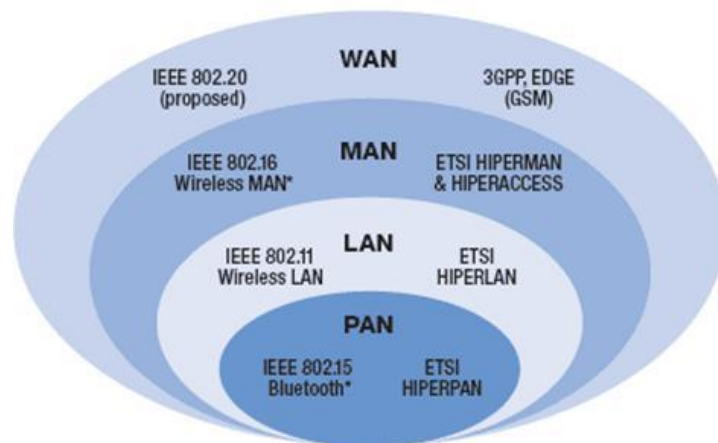 WAN
IEEE 802.20
(proposed)
3GPP, EDGE
(GSM)
MAN
IEEE 802.16
Wireless MAN*
ETSI HIPERMAN
& HIPERACCESS
LAN
IEEE 802.11
Wireless LAN
ETSI
HIPERLAN
PAN
IEEE 802.15
Bluetooth*
ETSI
HIPERPAN